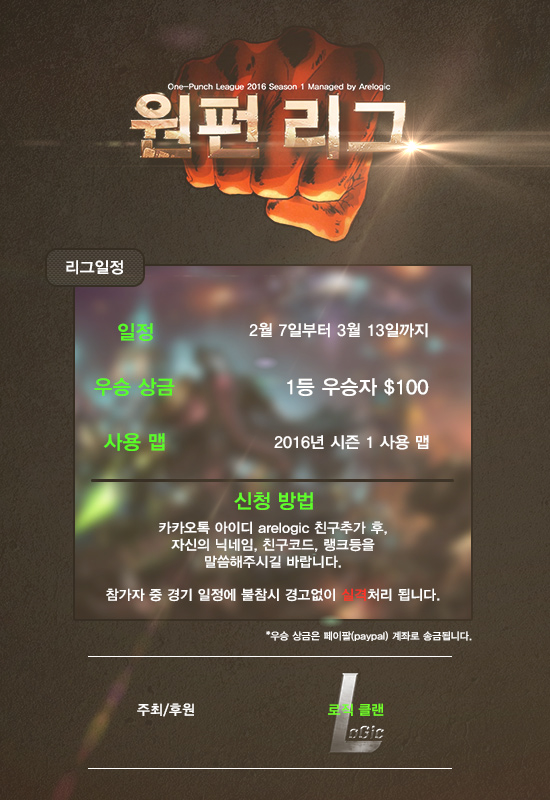 One-Punch League 2016 Season 1 Managed by Arelogic
원펀 리그
리그일정
일정 2월 7일부터 3월 13일까지
우승 상금 1등 우승자 $100
사용 맵 2016년 시즌 1 사용 맵
신청 방법
카카오톡 아이디 arelogic 친구추가 후,
자신의 닉네임, 친구코드, 랭크등을
말씀해주시길 바랍니다.
참가자 중 경기 일정에 불참시 경고없이 실격처리 됩니다.
*우승 상금은 페이팔(paypal) 계좌로 송금됩니다.
주최/후원 로직 클랜
LoGic